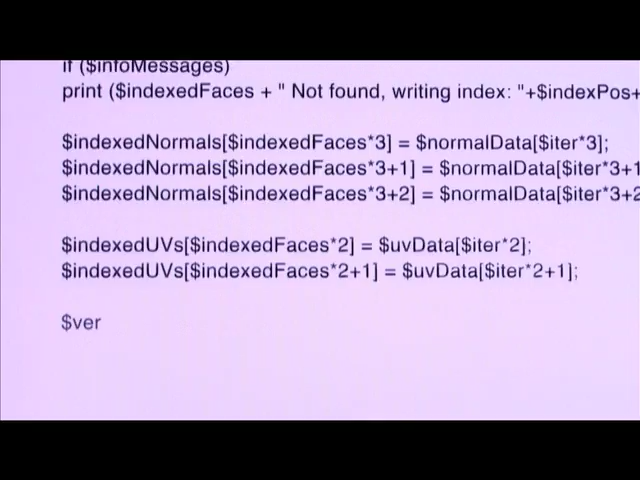 if ($infoMessages)
print ($indexedFaces + " Not found, writing index: "+$indexPos+
$indexedNormals[$indexedFaces*3] = $normalData[$iter*3];
$indexedNormals[$indexedFaces*3+1] = $normalData[$iter*3+1
$indexedNormals[$indexedFaces*3+2] = $normalData[$iter*3+2
$indexedUVs[$indexedFaces*2] = $uvData[$iter*2];
$indexedUVs[$indexedFaces*2+1] = $uvData[$iter*2+1];
$ver